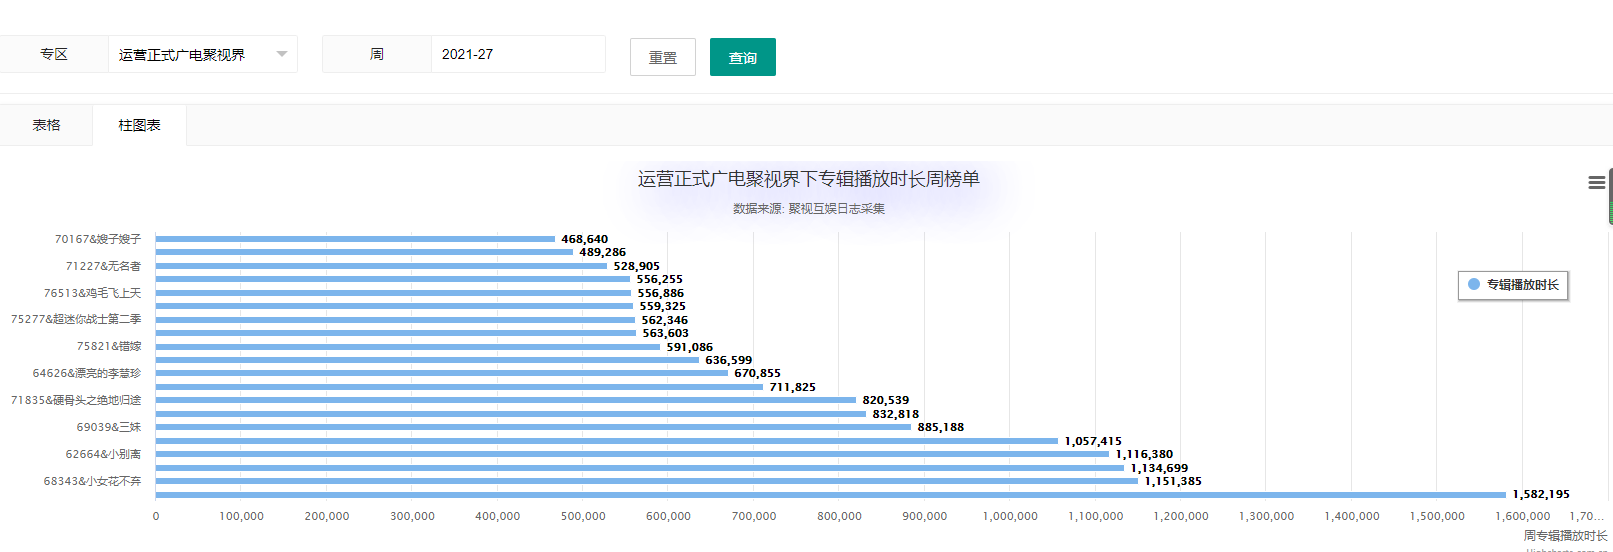 专区 运营正式广电聚视界 周 2021-27 重置 查询
表格 柱图表
运营正式广电聚视界下专辑播放时长周榜单
数据来源: 聚视互娱日志采集
70167&嫂子嫂子 468,640
489,286
71227&无名者 528,905
556,255
76513&鸡毛飞上天 556,886
559,325
75277&超迷你战士第二季 562,346
563,603
75821&错嫁 591,086
636,599
64626&漂亮的李慧珍 670,855
711,825
71835&硬骨头之绝地归途 820,539
832,818
69039&三妹 885,188
1,057,415
62664&小别离 1,116,380
1,134,699
68343&小女花不弃 1,151,385
1,582,195
专辑播放时长
0 100,000 200,000 300,000 400,000 500,000 600,000 700,000 800,000 900,000 1,000,000 1,100,000 1,200,000 1,300,000 1,400,000 1,500,000 1,600,000 1,70...
周专辑播放时长